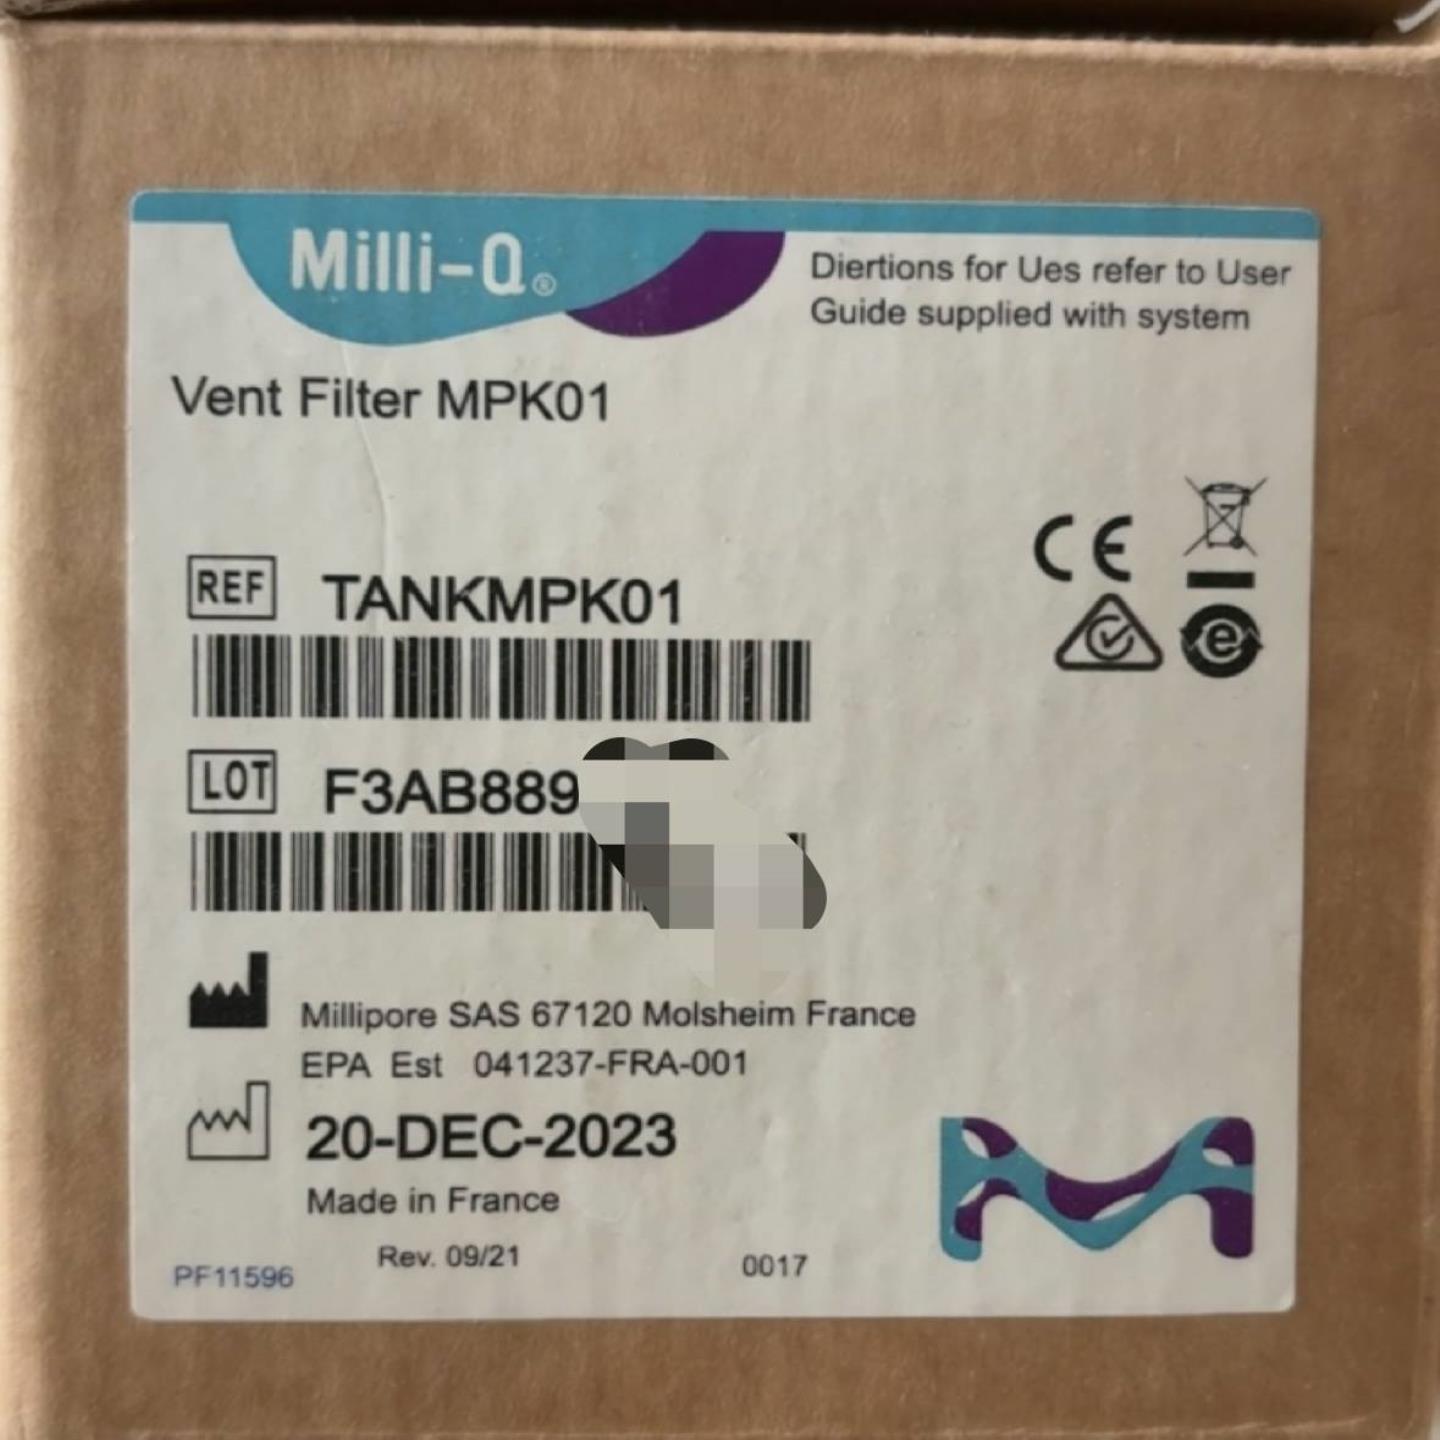 Milli-Q®
Diertions for Ues refer to User
Guide supplied with system
Vent Filter MPK01
REF TANKMPK01
LOT F3AB889
Millipore SAS 67120 Molsheim France
EPA Est 041237-FRA-001
20-DEC-2023
Made in France
Rev. 09/21
0017
PF11596
CE
e
M